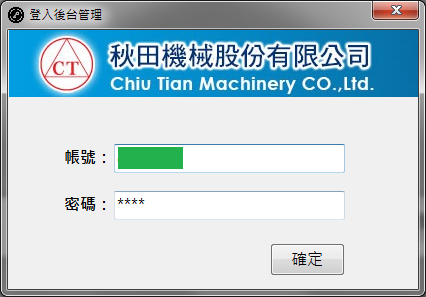 登入後台管理
CT
秋田機械股份有限公司
Chiu Tian Machinery CO.,Ltd.
帳號：
密碼：****
確定